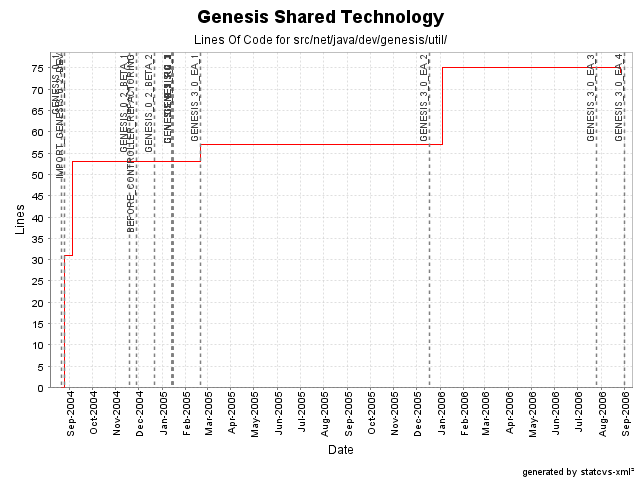 Genesis Shared Technology
Lines Of Code for src/net/java/dev/genesis/util/
Lines
75
70
65
60
55
50
45
40
35
30
25
20
15
10
5
0
GENESIS_0_1
BEFORE_CONTROLLER_REFACTORING
GENESIS_0_2_BETA_2
GENESIS_3_0_EA_1
GENESIS_3_0_EA_2
GENESIS_3_0_EA_3
GENESIS_3_0_EA_4
Sep-2004
Oct-2004
Nov-2004
Dec-2004
Jan-2005
Feb-2005
Mar-2005
Apr-2005
May-2005
Jun-2005
Jul-2005
Aug-2005
Sep-2005
Oct-2005
Nov-2005
Dec-2005
Jan-2006
Feb-2006
Mar-2006
Apr-2006
May-2006
Jun-2006
Jul-2006
Aug-2006
Sep-2006
Date
generated by statcvs-xml²